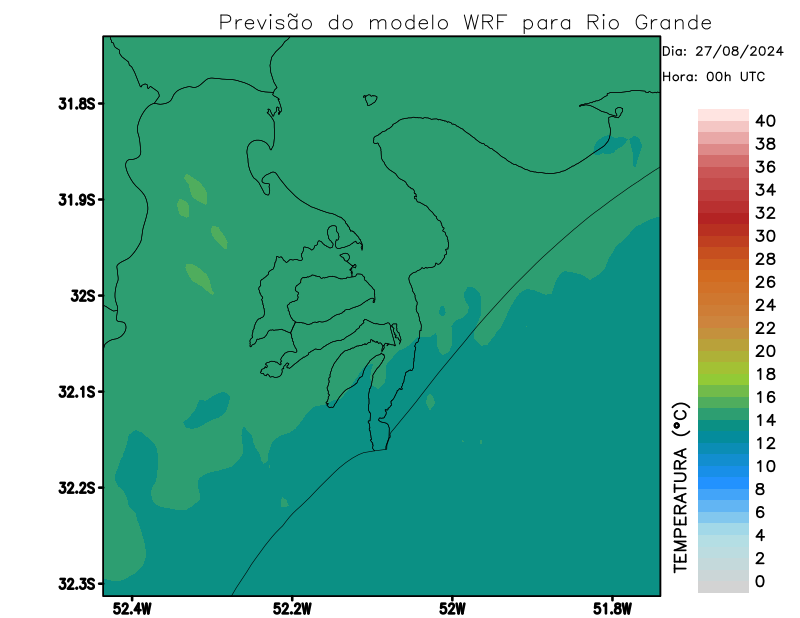 Previsão do modelo WRF para Rio Grande
Dia: 27/08/2024
Hora: 00h UTC
31.8S
31.9S
32S
32.1S
32.2S
32.3S
52.4W
52.2W
52W
51.8W
TEMPERATURA (°C)
40
38
36
34
32
30
28
26
24
22
20
18
16
14
12
10
8
6
4
2
0